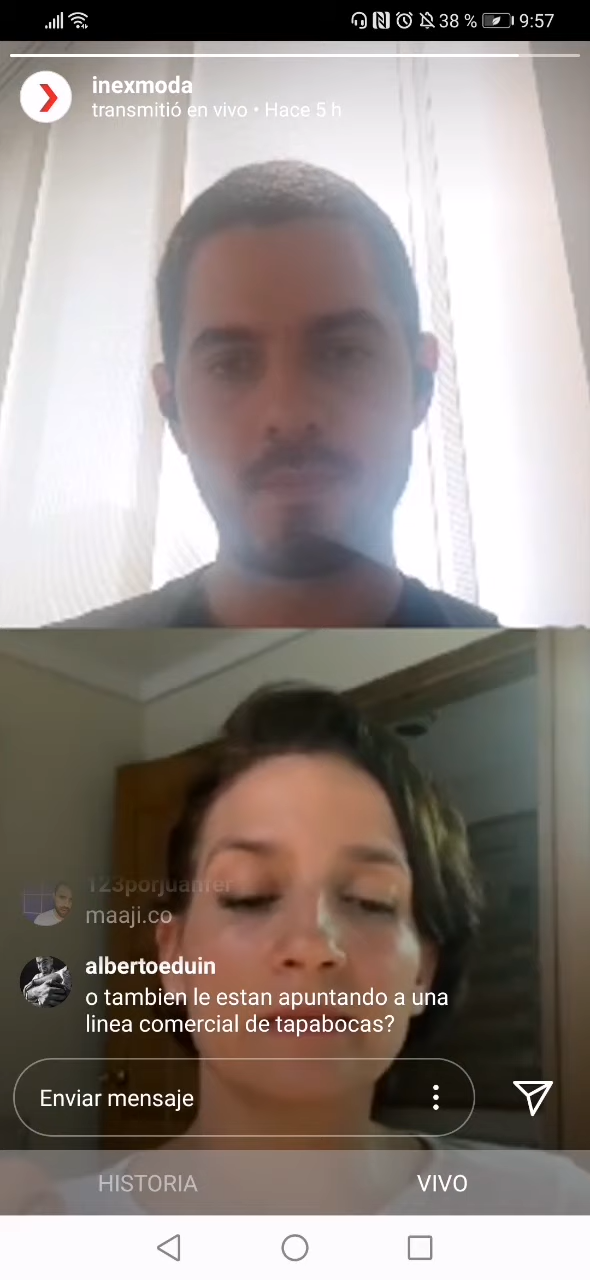 38 % 9:57
inexmoda
transmitió en vivo • Hace 5 h
123porjuanfer
maaji.co
albertoeduin
o tambien le estan apuntando a una
linea comercial de tapabocas?
Enviar mensaje
HISTORIA VIVO